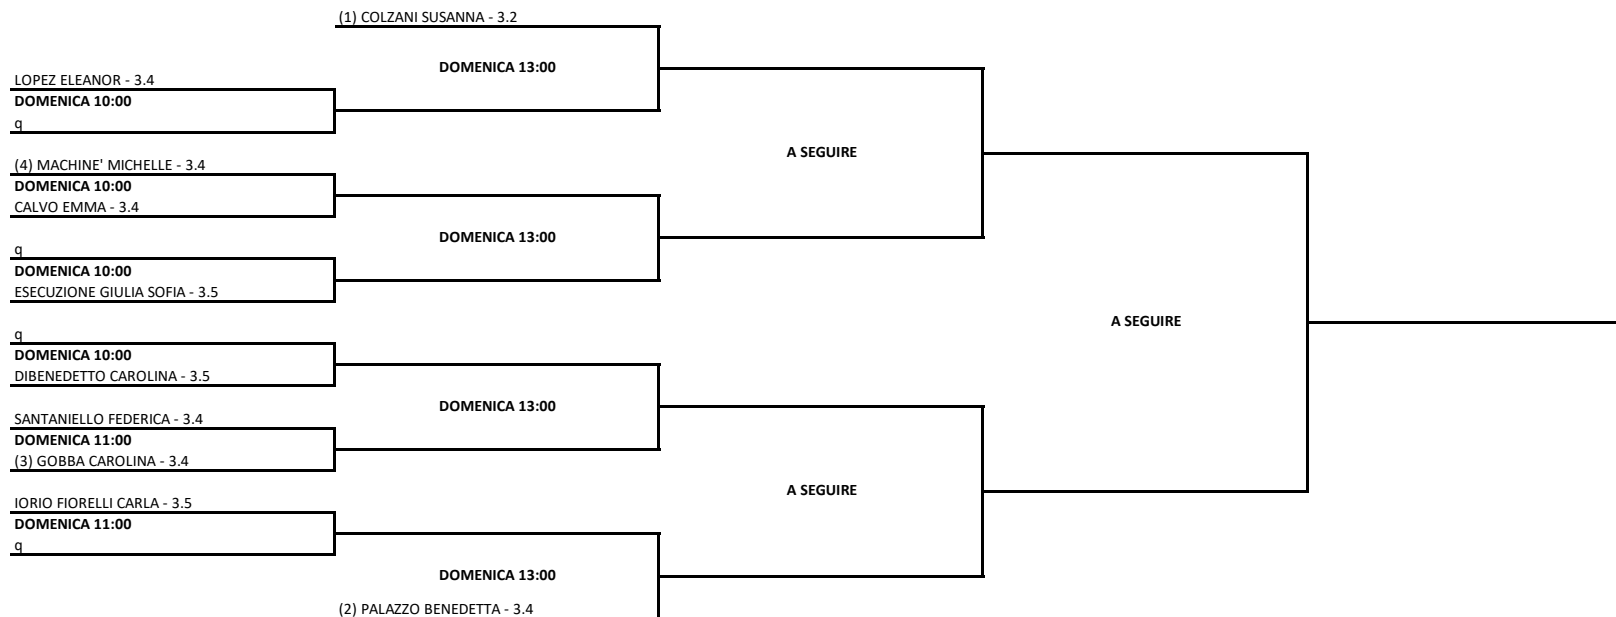 (1) COLZANI SUSANNA - 3.2
DOMENICA 13:00
LOPEZ ELEANOR - 3.4
DOMENICA 10:00
q
(4) MACHINE' MICHELLE - 3.4
DOMENICA 10:00
CALVO EMMA - 3.4
A SEGUIRE
DOMENICA 13:00
q
DOMENICA 10:00
ESECUZIONE GIULIA SOFIA - 3.5
A SEGUIRE
q
DOMENICA 10:00
DIBENEDETTO CAROLINA - 3.5
DOMENICA 13:00
SANTANIELLO FEDERICA - 3.4
DOMENICA 11:00
(3) GOBBA CAROLINA - 3.4
A SEGUIRE
IORIO FIORELLI CARLA - 3.5
DOMENICA 11:00
q
DOMENICA 13:00
(2) PALAZZO BENEDETTA - 3.4